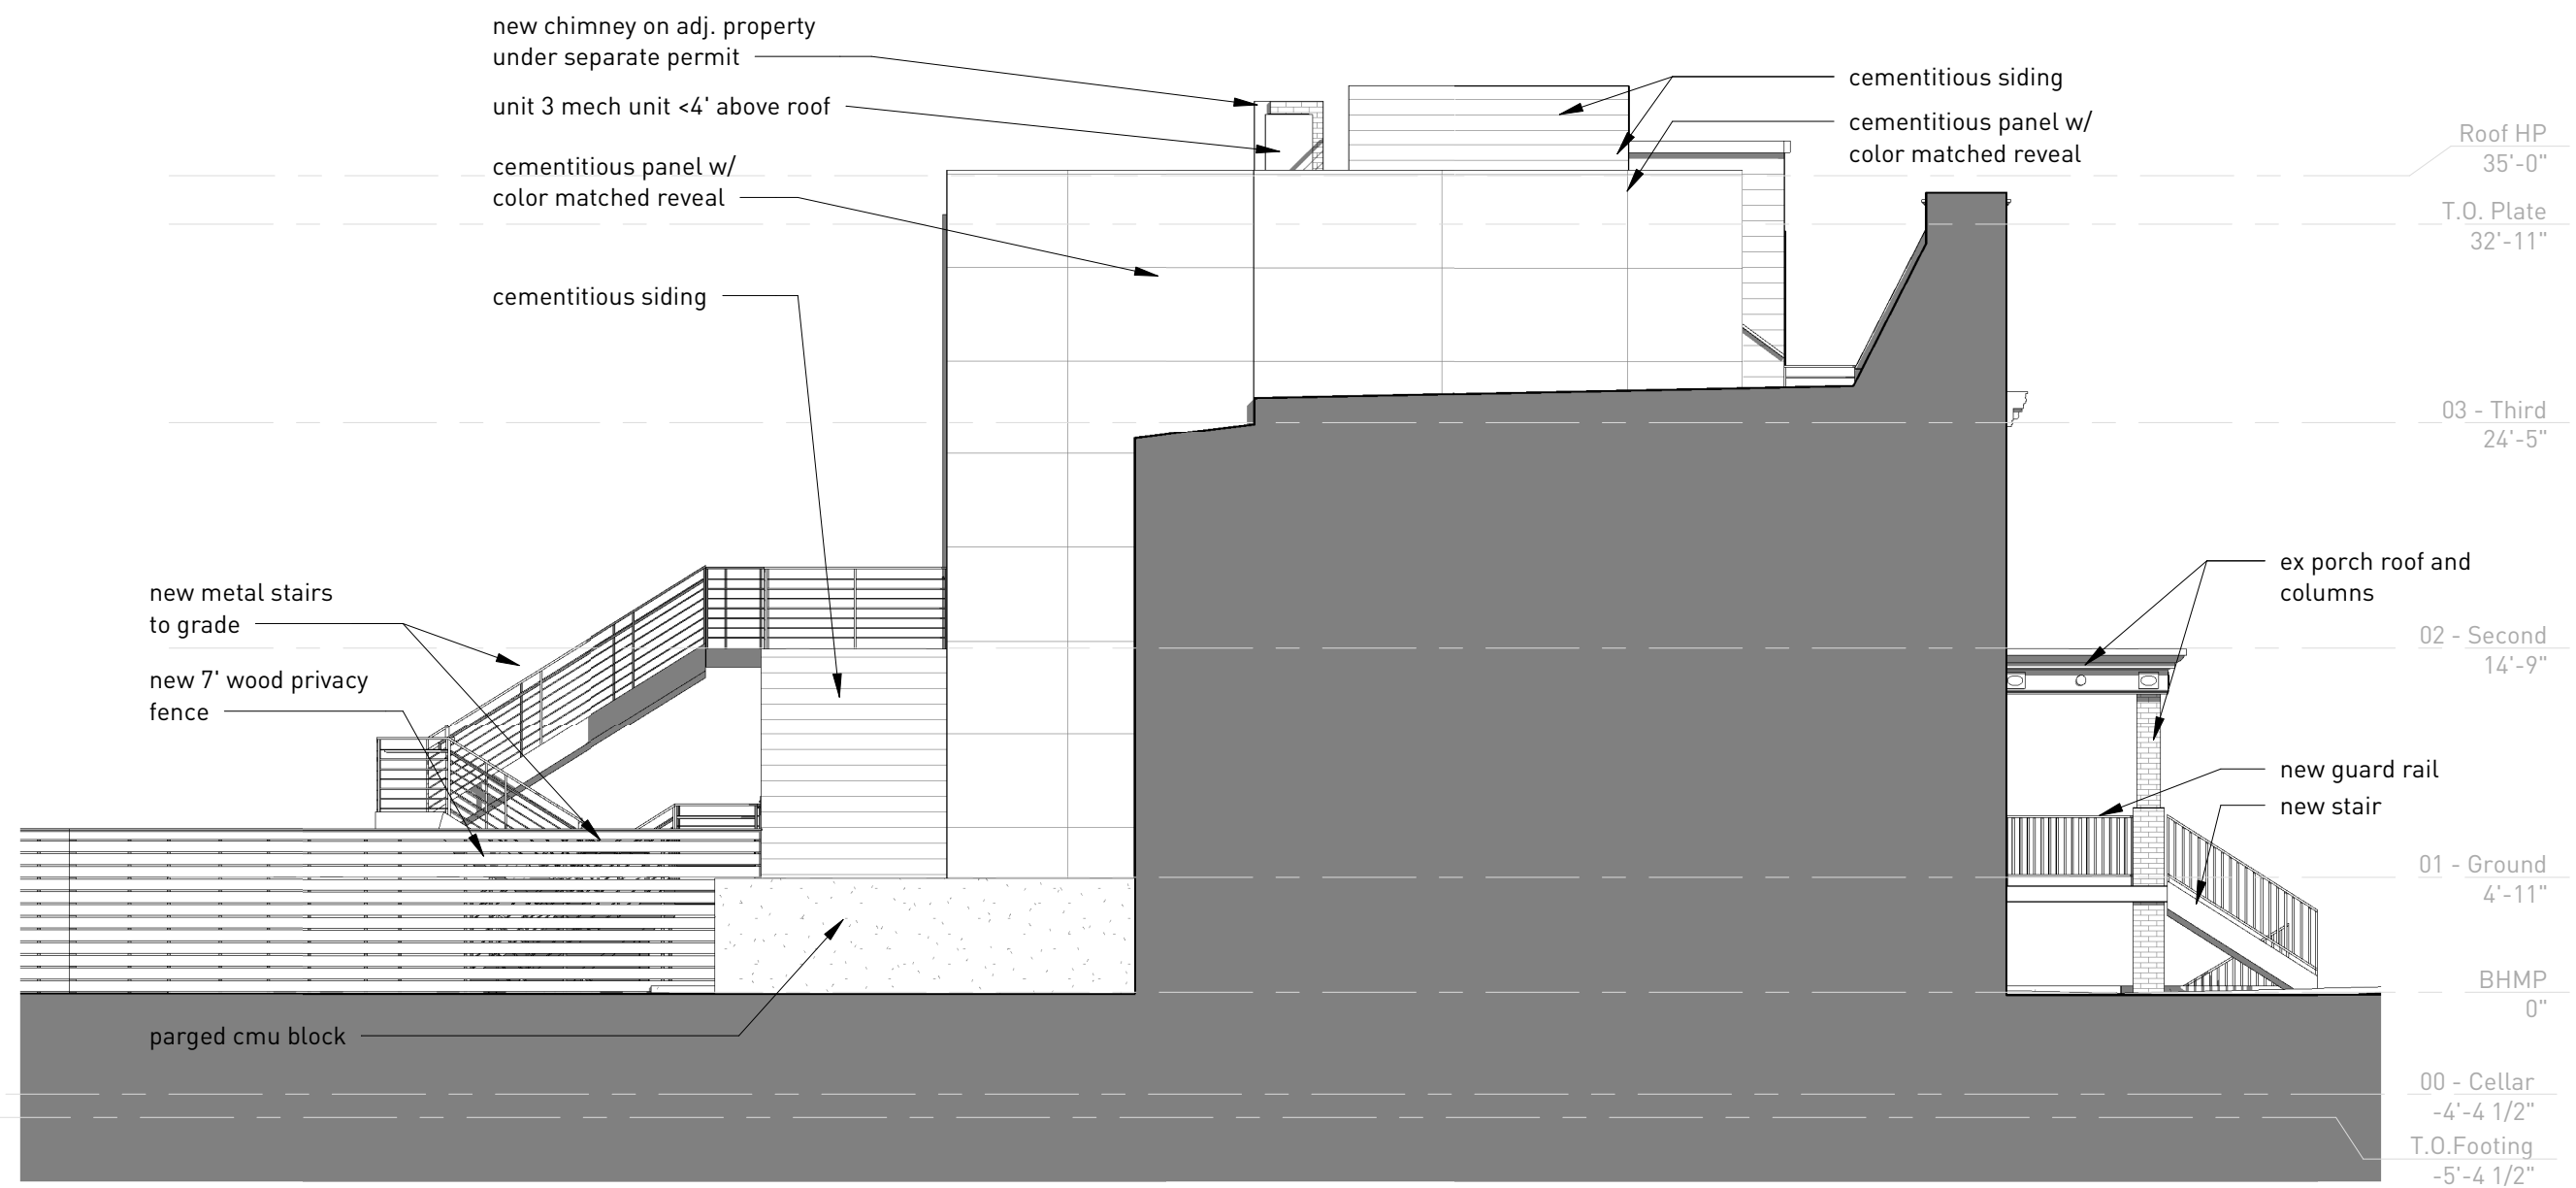 new chimney on adj. property
under separate permit
unit 3 mech unit <4' above roof
cementitious panel w/
color matched reveal
cementitious siding
new metal stairs
to grade
new 7' wood privacy
fence
parged cmu block
cementitious siding
cementitious panel w/
color matched reveal
ex porch roof and
columns
new guard rail
new stair
Roof HP
35'-0"
T.O. Plate
32'-11"
03 - Third
24'-5"
02 - Second
14'-9"
01 - Ground
4'-11"
BHMP
0"
00 - Cellar
-4'-4 1/2"
T.O.Footing
-5'-4 1/2"